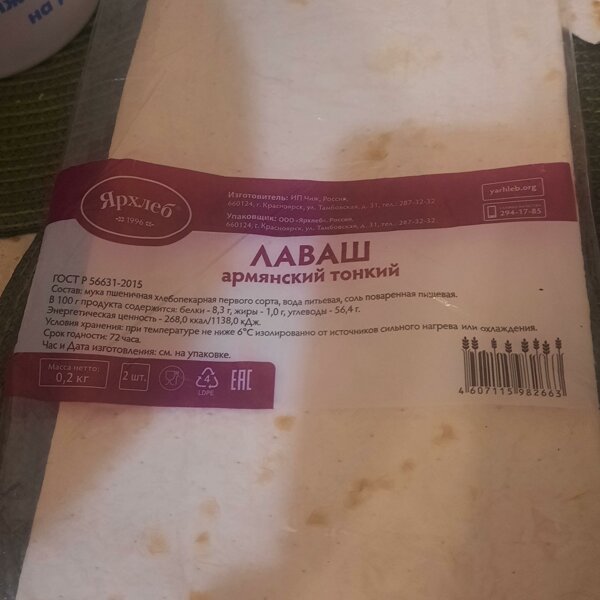 Ярхлеб
1996
Изготовитель: ИП Чиж, Россия,
660124, г. Красноярск, ул. Тамбовская, д. 31, тел.: 287-32-32
Упаковщик: ООО «Ярхлеб», Россия,
660124, г. Красноярск, ул. Тамбовская, д. 31, тел.: 287-32-32
yarhleb.org
294-17-85
ЛАВАШ
армянский тонкий
ГОСТ Р 56631-2015
Состав: мука пшеничная хлебопекарная первого сорта, вода питьевая, соль поваренная пищевая.
В 100 г продукта содержится: белки - 8,3 г, жиры - 1,0 г, углеводы - 56,4 г.
Энергетическая ценность - 268,0 ккал/1138,0 кДж.
Условия хранения: при температуре не ниже 6°С изолированно от источников сильного нагрева или охлаждения.
Срок годности: 72 часа.
Час и Дата изготовления: см. на упаковке.
Масса нетто:
0,2 кг
2 шт.
4
LDPE
ЕАС
4 607115 982663